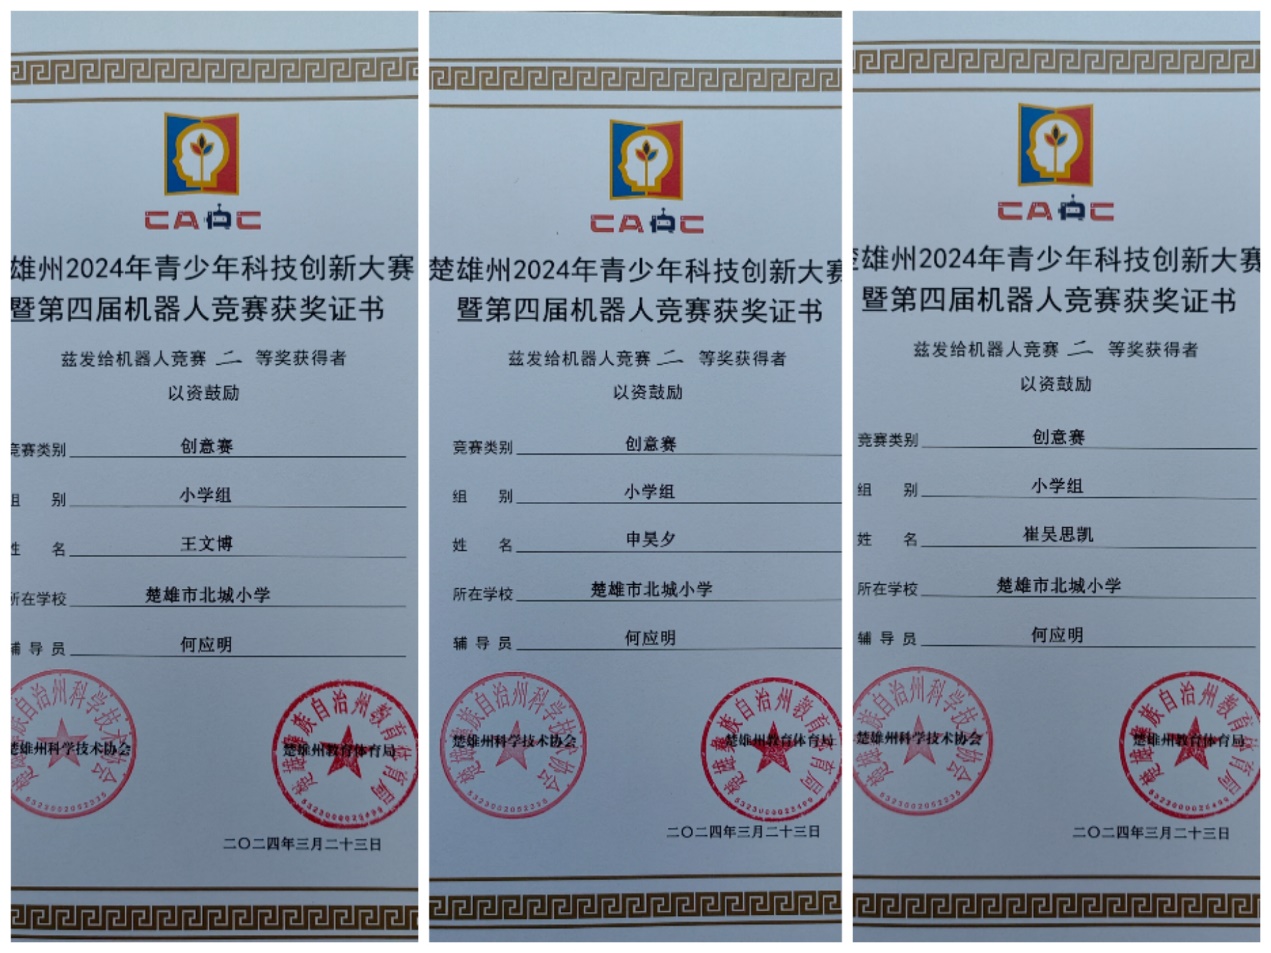 CARC
雄州2024年青少年科技创新大赛
暨第四届机器人竞赛获奖证书
兹发给机器人竞赛 二 等奖获得者
以资鼓励
竞赛类别 创意赛
组 别 小学组
姓 名 王文博
所在学校 楚雄市北城小学
辅导员 何应明
楚雄州科学技术协会
楚雄州教育体育局
二〇二四年三月二十三日
CARC
楚雄州2024年青少年科技创新大赛
暨第四届机器人竞赛获奖证书
兹发给机器人竞赛 二 等奖获得者
以资鼓励
竞赛类别 创意赛
组 别 小学组
姓 名 申昊夕
所在学校 楚雄市北城小学
辅导员 何应明
楚雄州科学技术协会
楚雄州教育体育局
二〇二四年三月二十三日
CARC
楚雄州2024年青少年科技创新大赛
暨第四届机器人竞赛获奖证书
兹发给机器人竞赛 二 等奖获得者
以资鼓励
竞赛类别 创意赛
组 别 小学组
姓 名 崔吴思凯
所在学校 楚雄市北城小学
辅导员 何应明
楚雄州科学技术协会
楚雄州教育体育局
二〇二四年三月二十三日